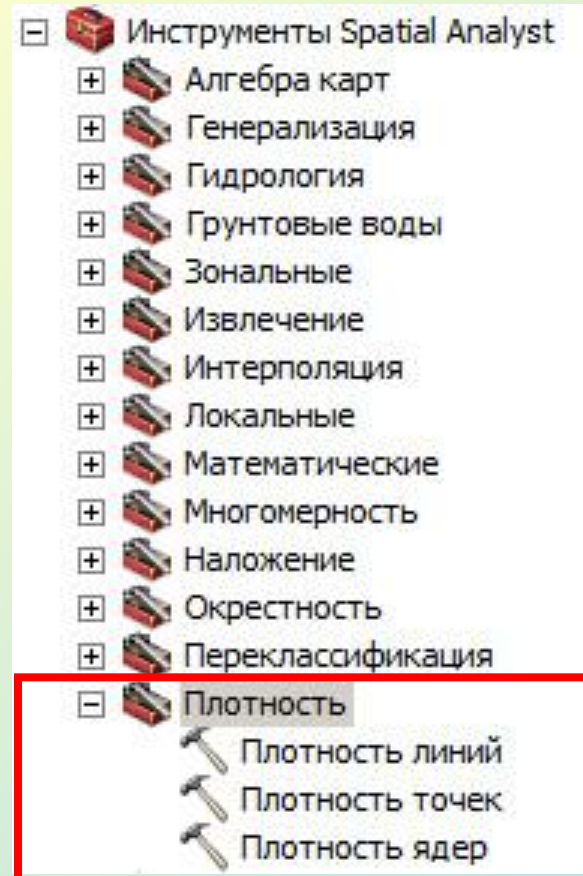 Инструменты Spatial Analyst
Алгебра карт
Генерализация
Гидрология
Грунтовые воды
Зональные
Извлечение
Интерполяция
Локальные
Математические
Многомерность
Наложение
Окрестность
Переклассификация
Плотность
Плотность линий
Плотность точек
Плотность ядер